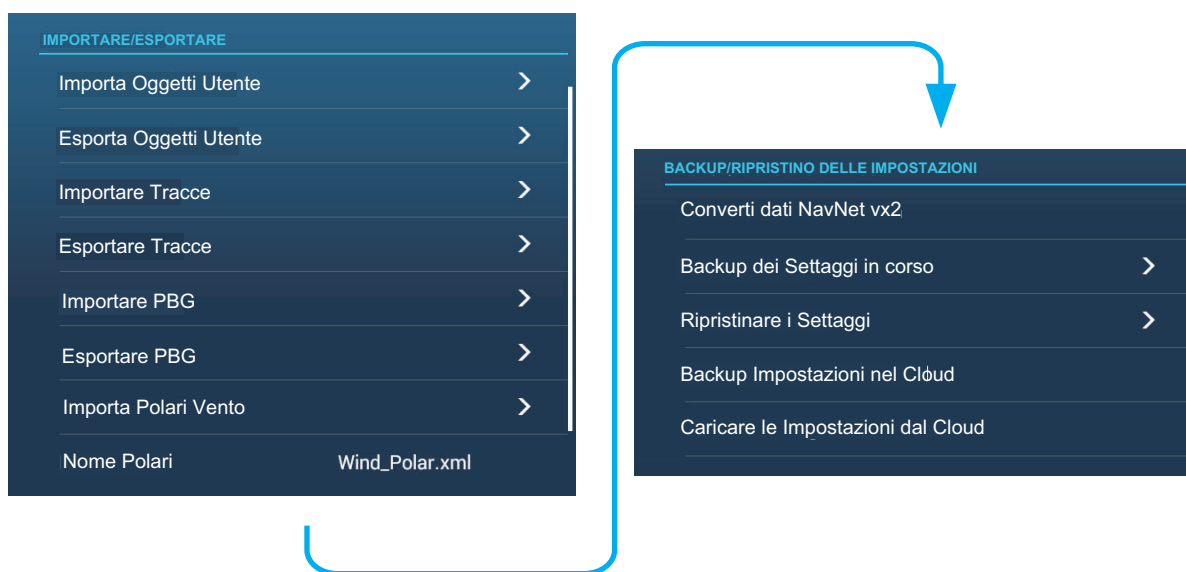 IMPORTARE/ESPORTARE
Importa Oggetti Utente
Esporta Oggetti Utente
Importare Tracce
Esportare Tracce
Importare PBG
Esportare PBG
Importa Polari Vento
Nome Polari Wind_Polar.xml
BACKUP/RIPRISTINO DELLE IMPOSTAZIONI
Converti dati NavNet vx2
Backup dei Settaggi in corso
Ripristinare i Settaggi
Backup Impostazioni nel Cloud
Caricare le Impostazioni dal Cloud